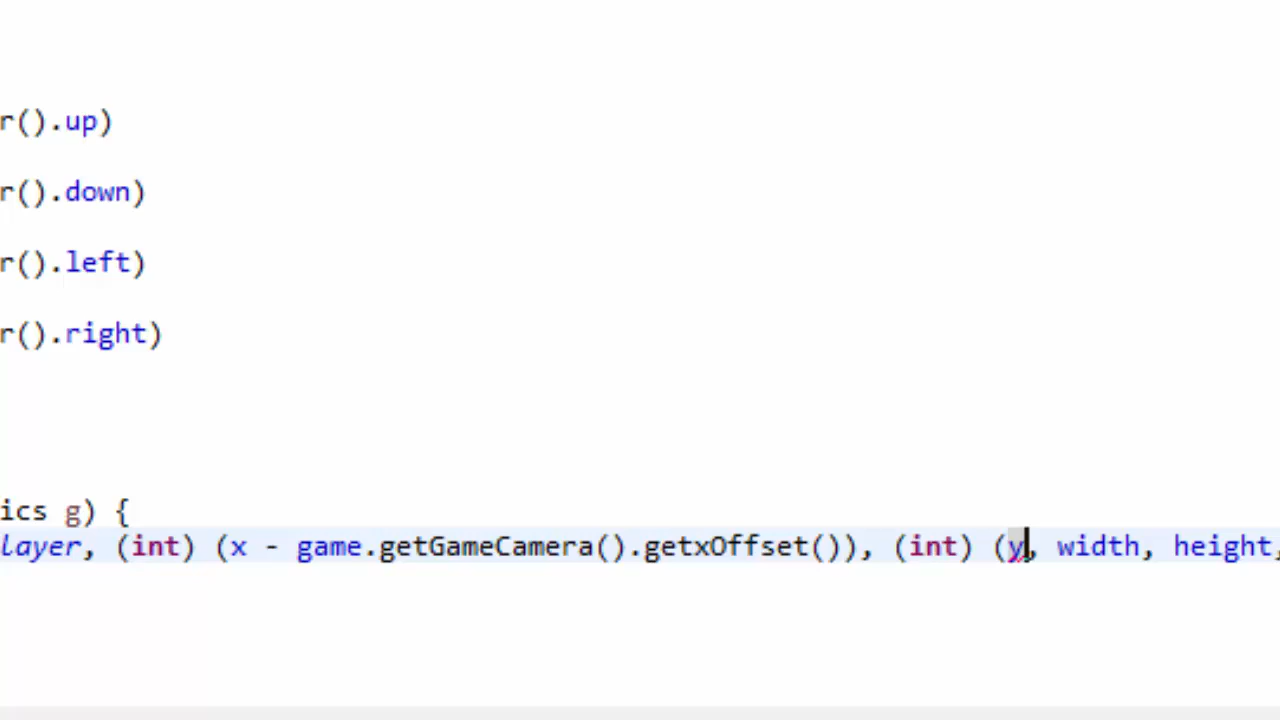 r().up)
r().down)
r().left)
r().right)
ics g) {
layer, (int) (x - game.getGameCamera().getxOffset()), (int) (y, width, height,